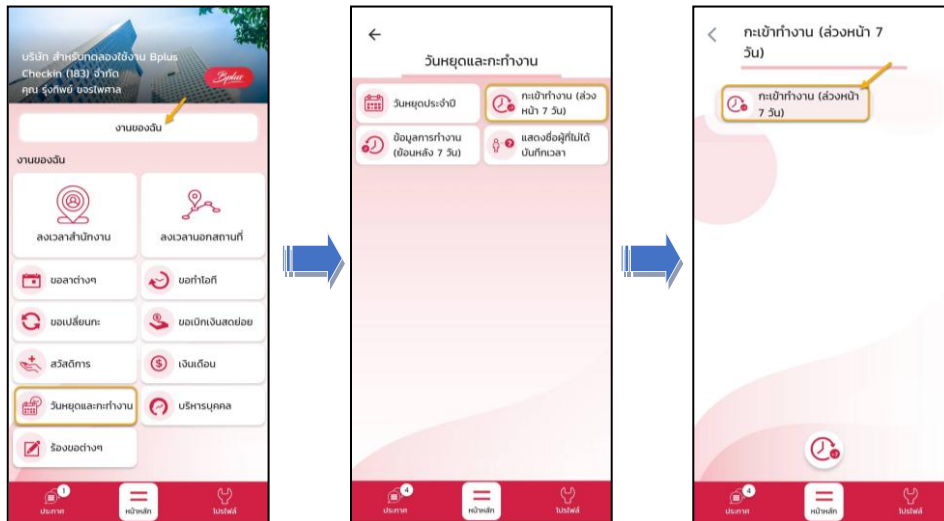 บริษัท สำหรับทดลองใช้งาน Bplus
Checkin (183) จำกัด
คุณ รุ่งทิพย์ ขจรไพศาล
Bplus
งานของฉัน
งานของฉัน
ลงเวลาสำนักงาน
ลงเวลานอกสถานที่
ขอลาต่างๆ
ขอทำโอที
ขอเปลี่ยนกะ
ขอเบิกเงินสดย่อย
สวัสดิการ
เงินเดือน
วันหยุดและกะทำงาน
บริหารบุคคล
ร้องขอต่างๆ
1
ประกาศ
หน้าหลัก
โปรไฟล์
วันหยุดและกะทำงาน
วันหยุดประจำปี
กะเข้าทำงาน (ล่วง
หน้า 7 วัน)
ข้อมูลการทำงาน
(ย้อนหลัง 7 วัน)
แสดงชื่อผู้ที่ไม่ได้
บันทึกเวลา
4
ประกาศ
หน้าหลัก
โปรไฟล์
กะเข้าทำงาน (ล่วงหน้า 7
วัน)
กะเข้าทำงาน (ล่วงหน้า
7 วัน)
4
ประกาศ
หน้าหลัก
โปรไฟล์